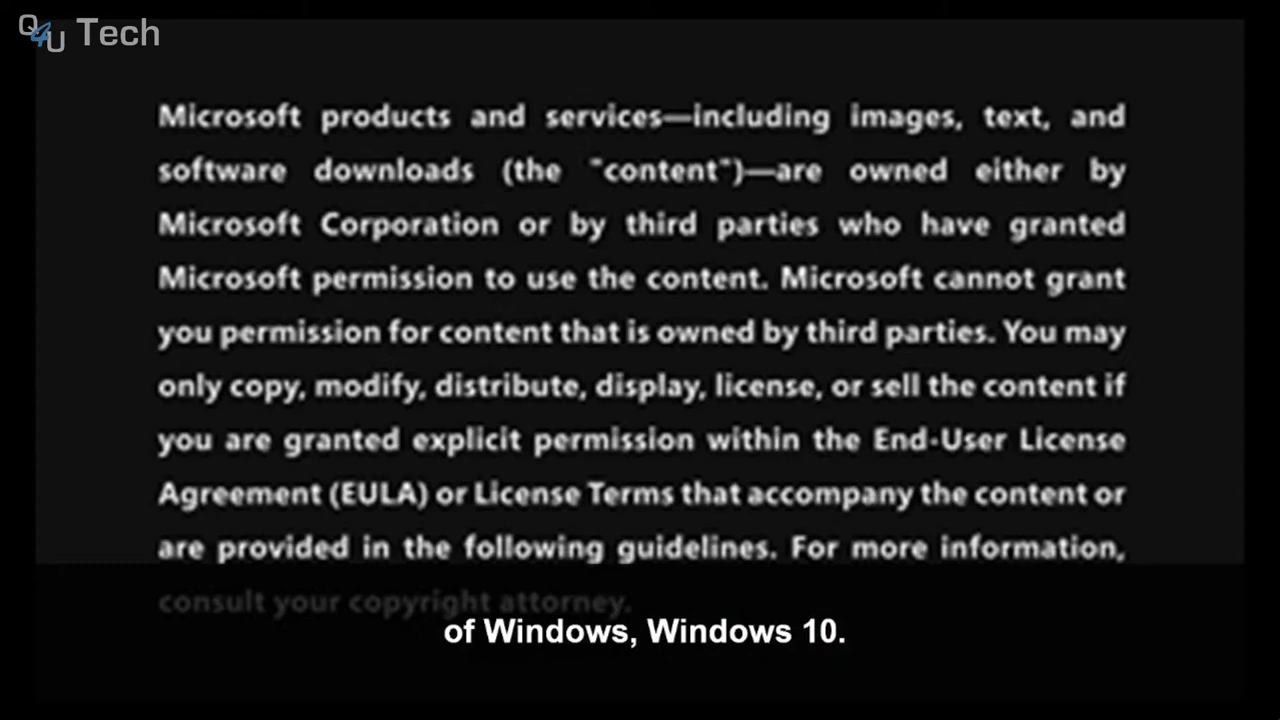 Q4U Tech
Microsoft products and services—including images, text, and
software downloads (the "content")—are owned either by
Microsoft Corporation or by third parties who have granted
Microsoft permission to use the content. Microsoft cannot grant
you permission for content that is owned by third parties. You may
only copy, modify, distribute, display, license, or sell the content if
you are granted explicit permission within the End-User License
Agreement (EULA) or License Terms that accompany the content or
are provided in the following guidelines. For more information,
consult your copyright attorney.
of Windows, Windows 10.